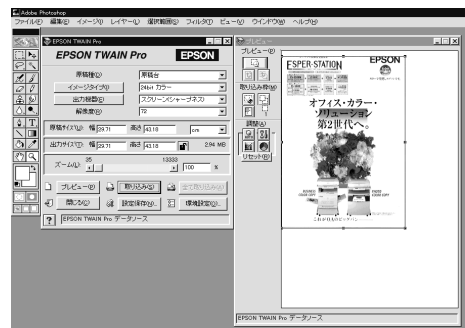 Adobe Photoshop
ファイル(F) 編集(E) イメージ(I) レイヤー(L) 選択範囲(S) フィルタ(T) ビュー(V) ウインドウ(W) ヘルプ(H)
EPSON TWAIN Pro
EPSON TWAIN Pro
EPSON
原稿種(O)
原稿台
イメージタイプ(I)
24bit カラー
出力機器(E)
スクリーン(シャープネス)
解像度(R)
72
原稿サイズ(U) 幅 29.71 高さ 43.18 cm
出力サイズ(T) 幅 29.71 高さ 43.18 2.94 MB
ズーム(L) 35 13333 100 %
プレビュー(P) 取り込み(S) 全て取り込み(A)
閉じる(C) 設定保存(N)... 環境設定(G)...
EPSON TWAIN Pro データソース
プレビュー
プレビュー(P)
取り込み枠(M)
調整(A)
リセット(R)
ESPER-STATION
EPSON
オフィス・カラー・
ソリューション
第2世代へ。
EPSON TWAIN Pro データソース